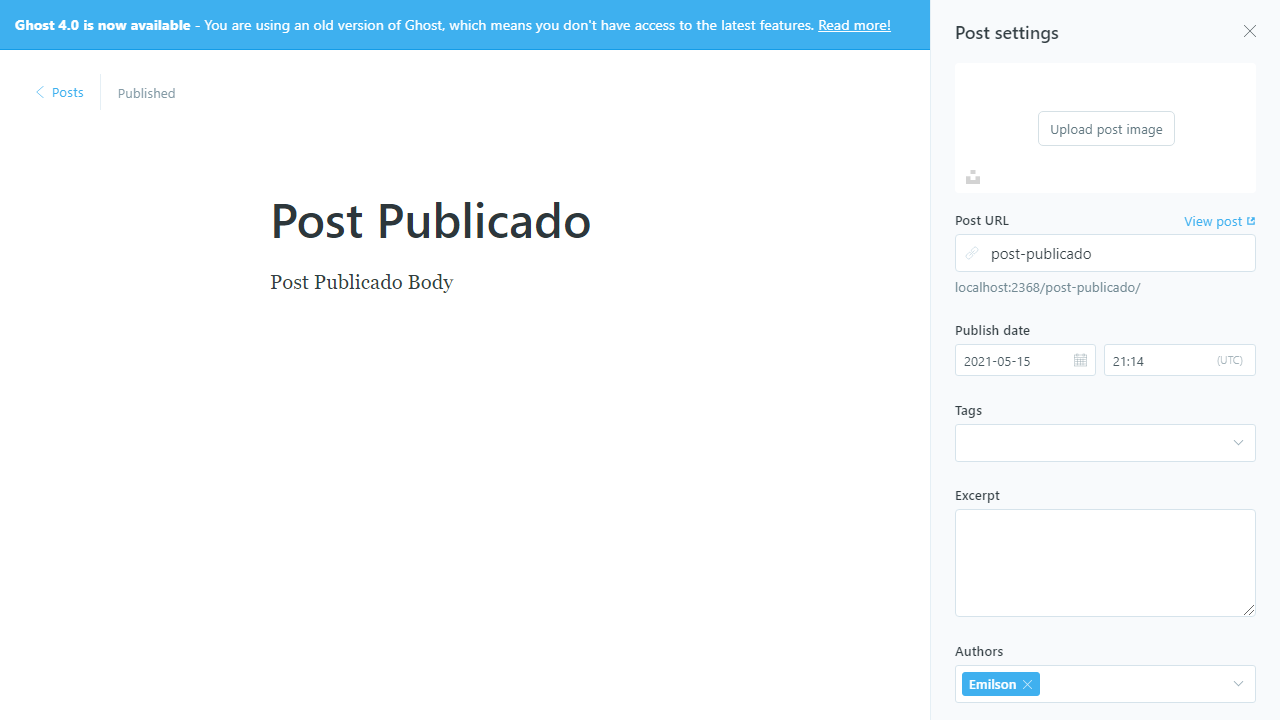 Ghost 4.0 is now available - You are using an old version of Ghost, which means you don't have access to the latest features. Read more!
Posts
Published
Post Publicado
Post Publicado Body
Post settings
Upload post image
Post URL
View post
post-publicado
localhost:2368/post-publicado/
Publish date
2021-05-15
21:14
(UTC)
Tags
Excerpt
Authors
Emilson